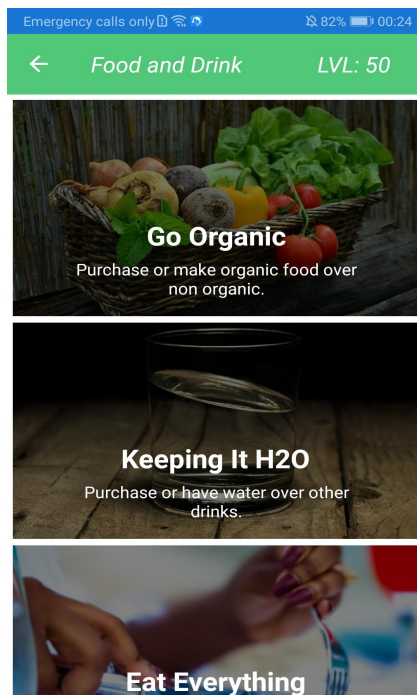 Emergency calls only 82% 00:24
Food and Drink LVL: 50
Go Organic
Purchase or make organic food over
non organic.
Keeping It H2O
Purchase or have water over other
drinks.
Eat Everything